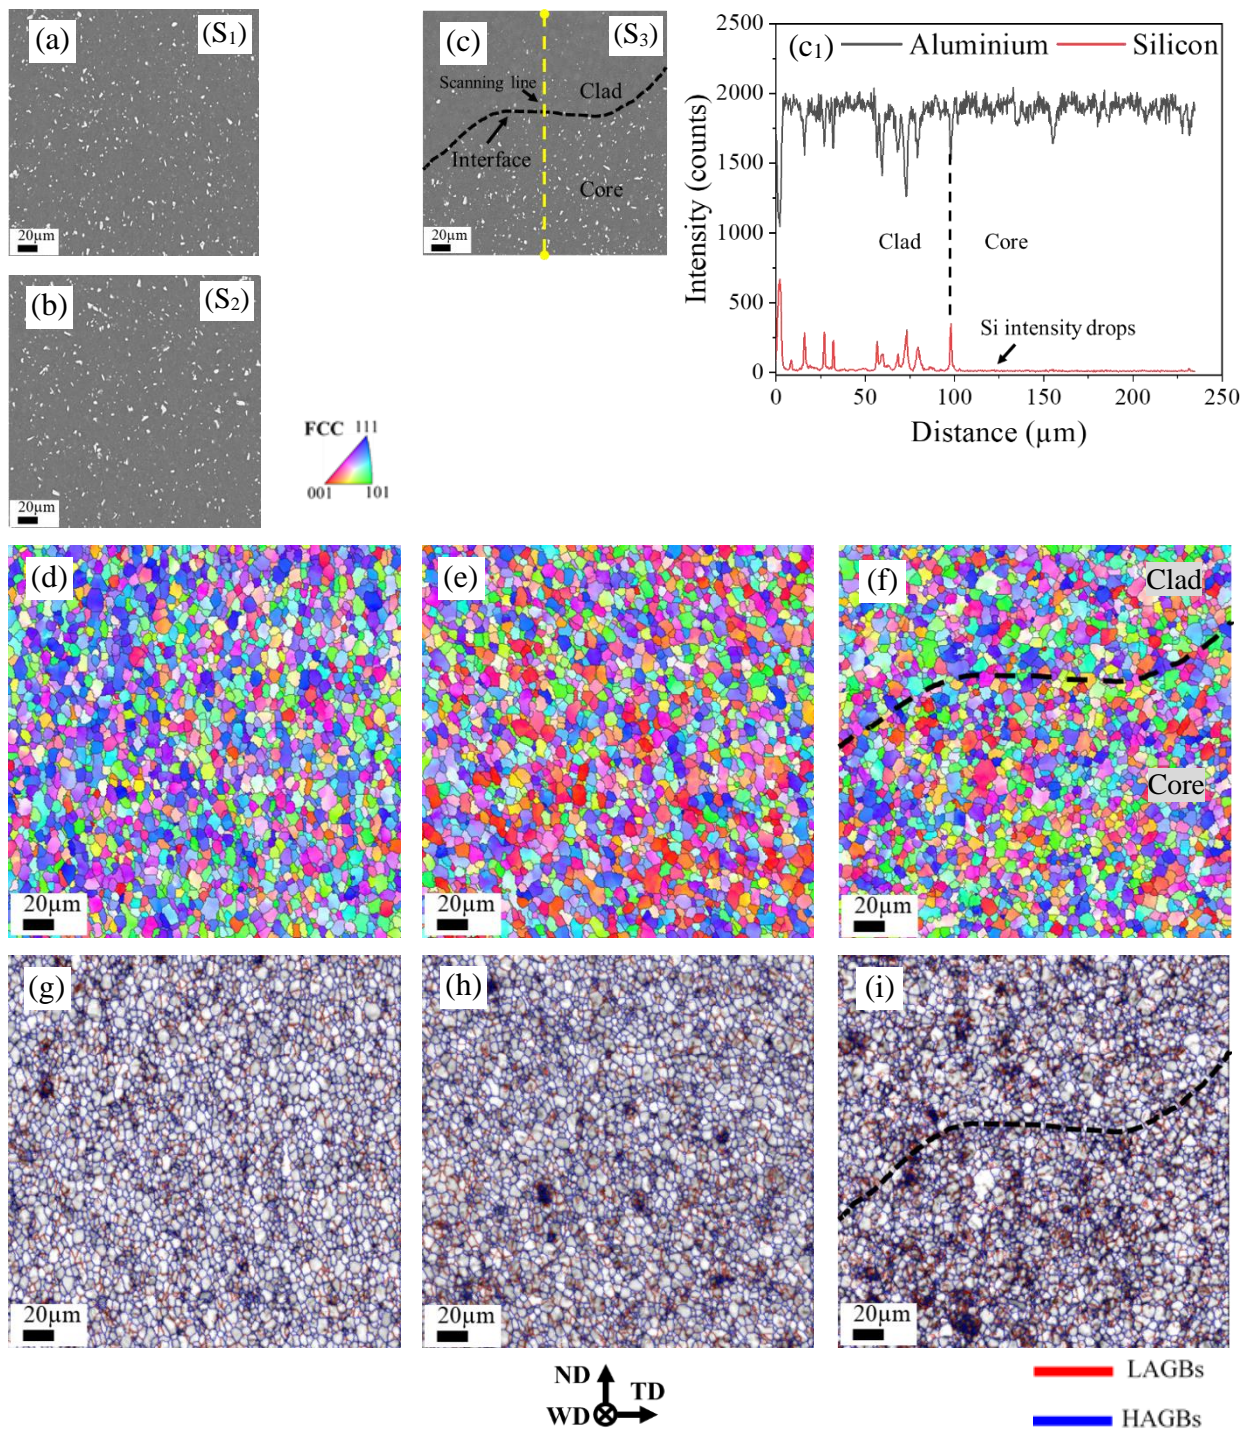 (a)
(S1)
20µm
(b)
(S2)
20µm
(c)
(S3)
Scanning line
Clad
Interface
Core
20µm
(c1)
Aluminium
Silicon
2500
2000
1500
1000
500
0
Intensity (counts)
Clad
Core
Si intensity drops
0
50
100
150
200
250
Distance (µm)
FCC 111
001
101
(d)
20µm
(e)
20µm
(f)
Clad
Core
20µm
(g)
20µm
(h)
20µm
(i)
20µm
ND
TD
WD
LAGBs
HAGBs